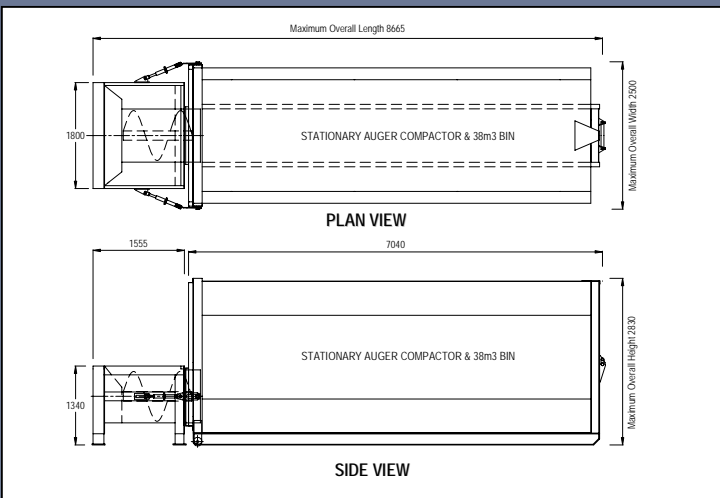 Maximum Overall Length 8665
1800
STATIONARY AUGER COMPACTOR & 38m3 BIN
Maximum Overall Width 2500
PLAN VIEW
1555
7040
STATIONARY AUGER COMPACTOR & 38m3 BIN
Maximum Overall Height 2830
1340
SIDE VIEW